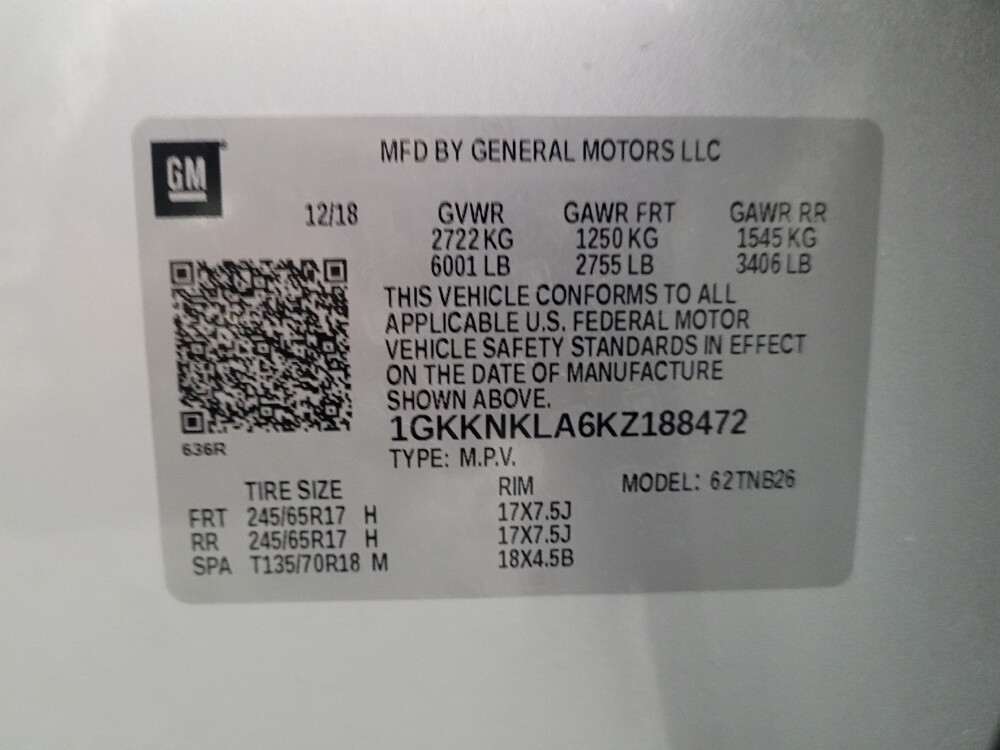 GM
MFD BY GENERAL MOTORS LLC
12/18 GVWR GAWR FRT GAWR RR
2722 KG 1250 KG 1545 KG
6001 LB 2755 LB 3406 LB
THIS VEHICLE CONFORMS TO ALL
APPLICABLE U.S. FEDERAL MOTOR
VEHICLE SAFETY STANDARDS IN EFFECT
ON THE DATE OF MANUFACTURE
SHOWN ABOVE.
1GKKNKLA6KZ188472
636R
TYPE: M.P.V.
TIRE SIZE RIM MODEL: 62TNB26
FRT 245/65R17 H 17X7.5J
RR 245/65R17 H 17X7.5J
SPA T135/70R18 M 18X4.5B